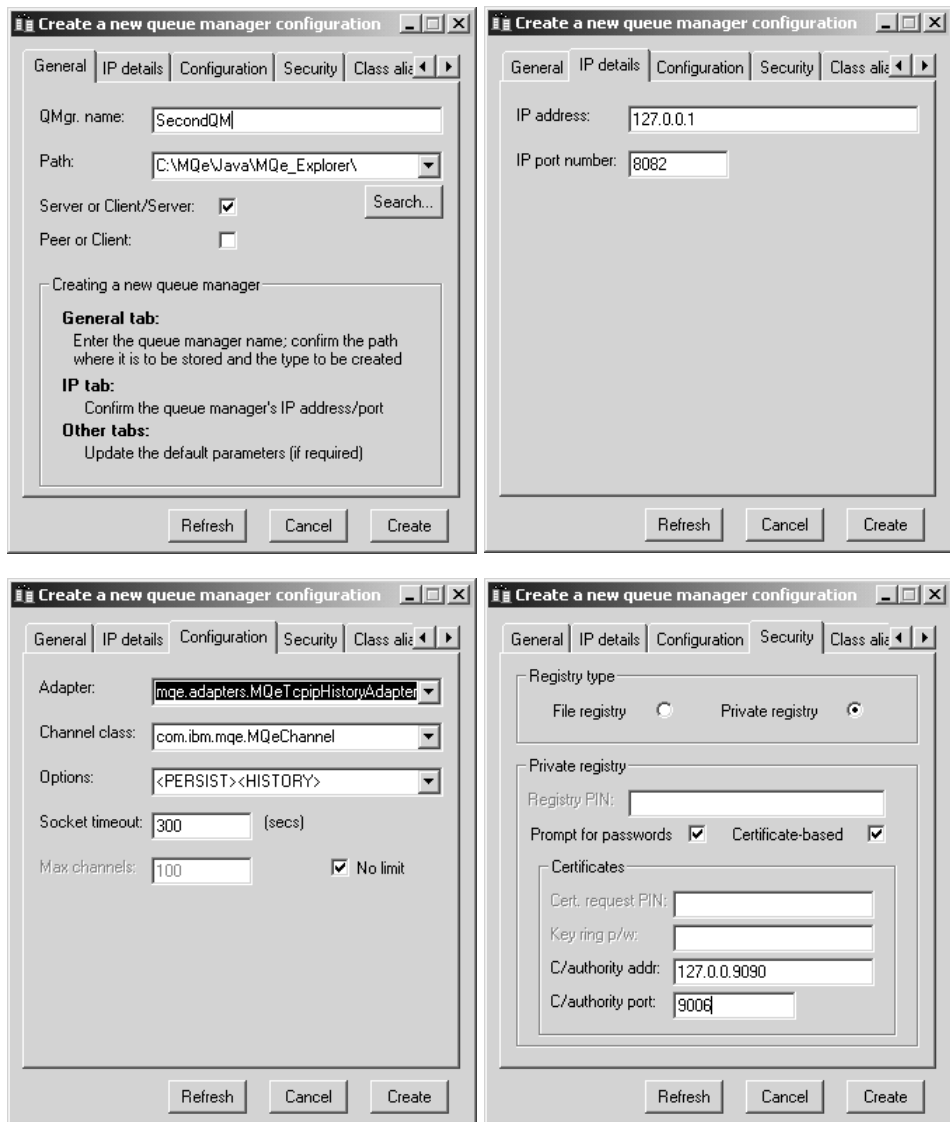 Create a new queue manager configuration
General IP details Configuration Security Class alia
QMgr. name: SecondQM
Path: C:\MQe\Java\MQe_Explorer\
Server or Client/Server: Search...
Peer or Client:
Creating a new queue manager
General tab:
Enter the queue manager name; confirm the path
where it is to be stored and the type to be created
IP tab:
Confirm the queue manager's IP address/port
Other tabs:
Update the default parameters (if required)
Refresh Cancel Create
Create a new queue manager configuration
General IP details Configuration Security Class alia
IP address: 127.0.0.1
IP port number: 8082
Refresh Cancel Create
Create a new queue manager configuration
General IP details Configuration Security Class alia
Adapter: mqe.adapters.MQeTcpipHistoryAdapter
Channel class: com.ibm.mqe.MQeChannel
Options: <PERSIST><HISTORY>
Socket timeout: 300 (secs)
Max channels: 100 No limit
Refresh Cancel Create
Create a new queue manager configuration
General IP details Configuration Security Class alia
Registry type
File registry Private registry
Private registry
Registry PIN:
Prompt for passwords Certificate-based
Certificates
Cert. request PIN:
Key ring p/w:
C/authority addr: 127.0.0.9090
C/authority port: 9006
Refresh Cancel Create